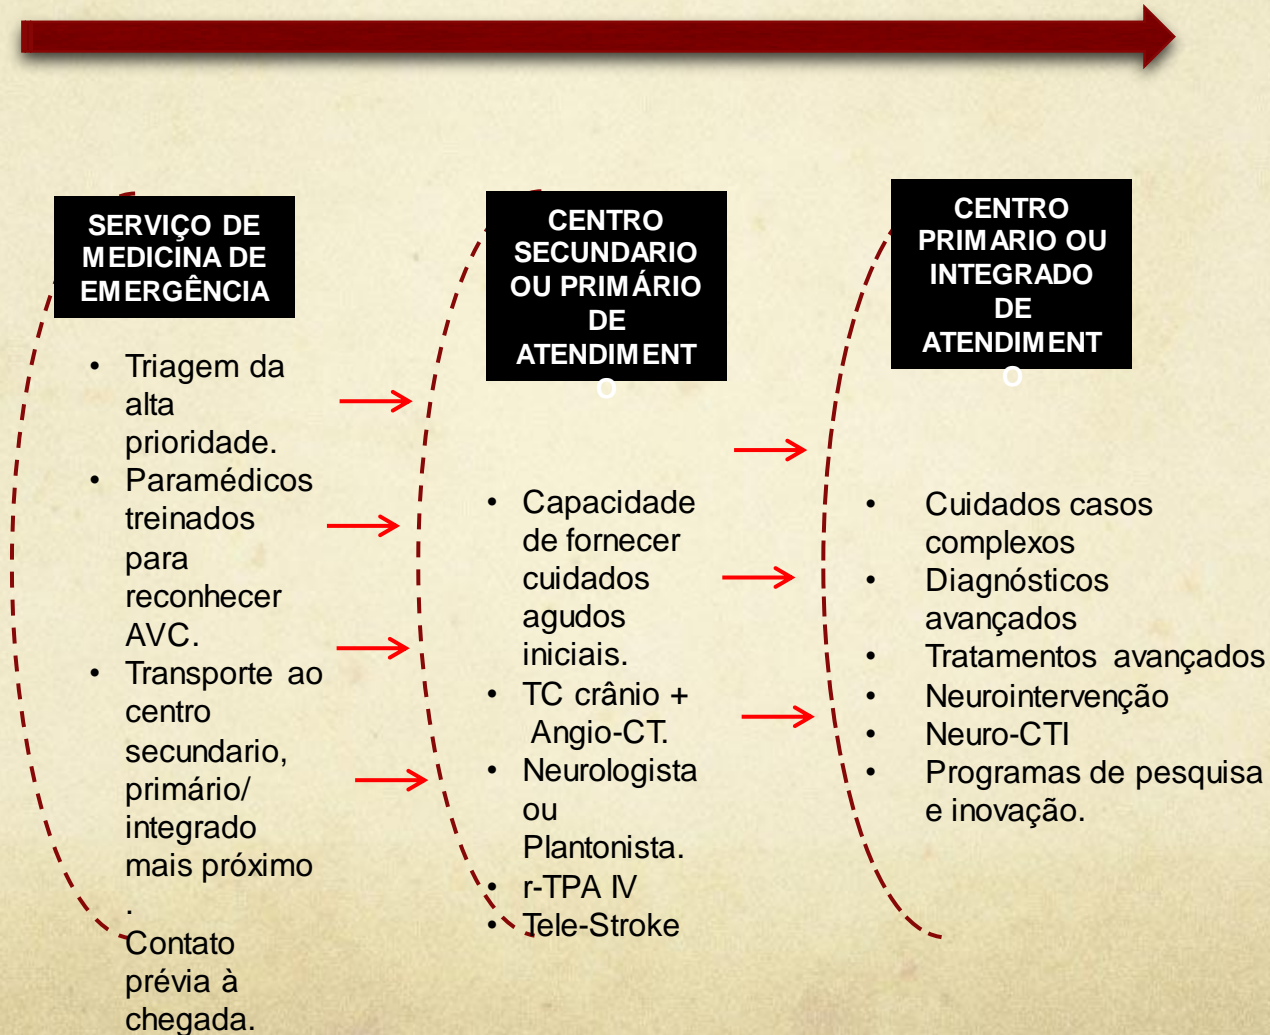 SERVIÇO DE
MEDICINA DE
EMERGÊNCIA
• Triagem da
alta
prioridade.
• Paramédicos
treinados
para
reconhecer
AVC.
• Transporte ao
centro
secundario,
primário/
integrado
mais próximo
.
Contato
prévia à
chegada.
CENTRO
SECUNDARIO
OU PRIMÁRIO
DE
ATENDIMENT
O
• Capacidade
de fornecer
cuidados
agudos
iniciais.
• TC crânio +
Angio-CT.
• Neurologista
ou
Plantonista.
• r-TPA IV
• Tele-Stroke
CENTRO
PRIMARIO OU
INTEGRADO
DE
ATENDIMENT
O
• Cuidados casos
complexos
• Diagnósticos
avançados
• Tratamentos avançados
• Neurointervenção
• Neuro-CTI
• Programas de pesquisa
e inovação.